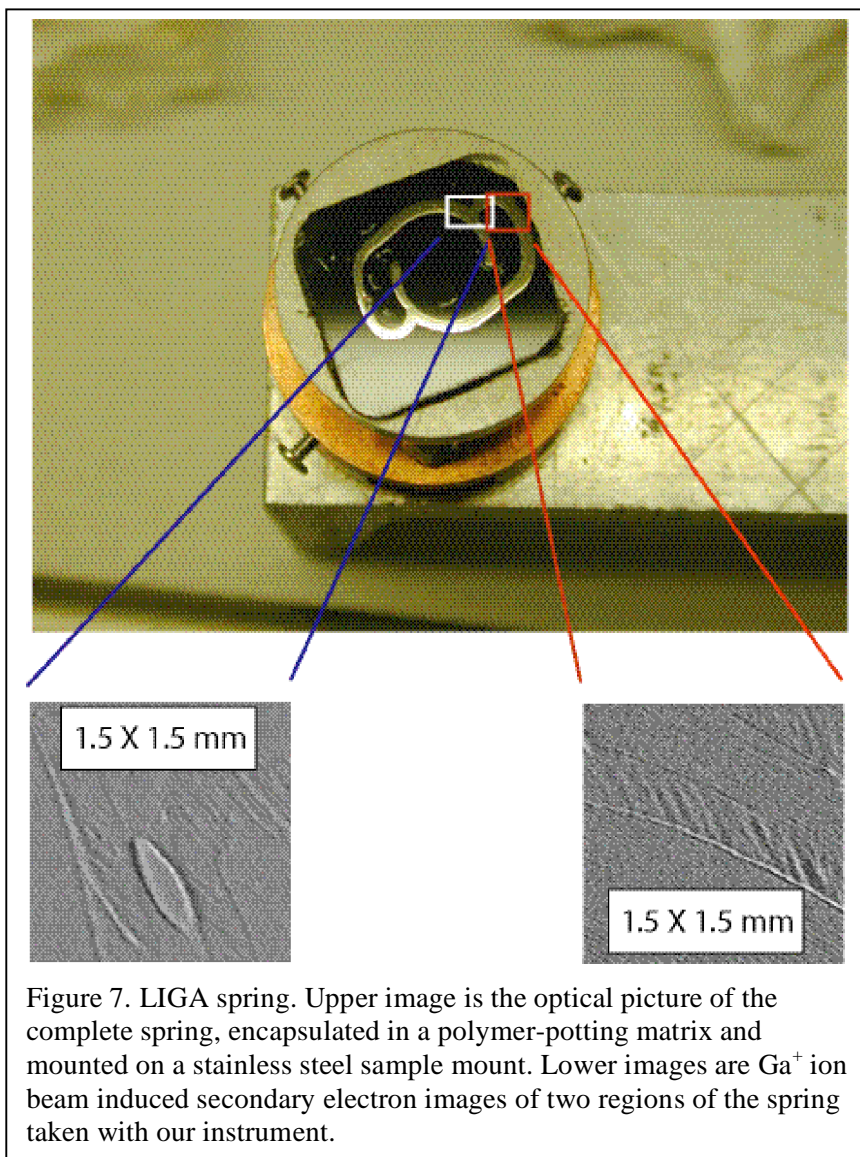 1.5 X 1.5 mm
1.5 X 1.5 mm
Figure 7. LIGA spring. Upper image is the optical picture of the
complete spring, encapsulated in a polymer-potting matrix and
mounted on a stainless steel sample mount. Lower images are Ga⁺ ion
beam induced secondary electron images of two regions of the spring
taken with our instrument.